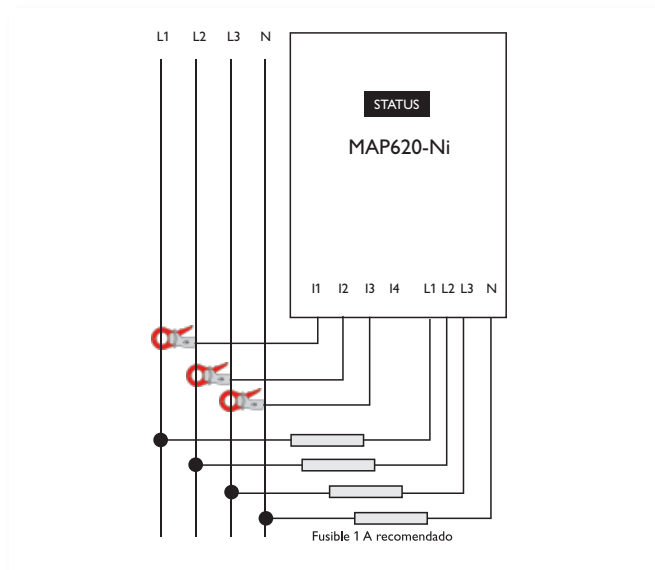 L1 L2 L3 N
STATUS
MAP620-Ni
I1 I2 I3 I4 L1 L2 L3 N
Fusible 1 A recomendado